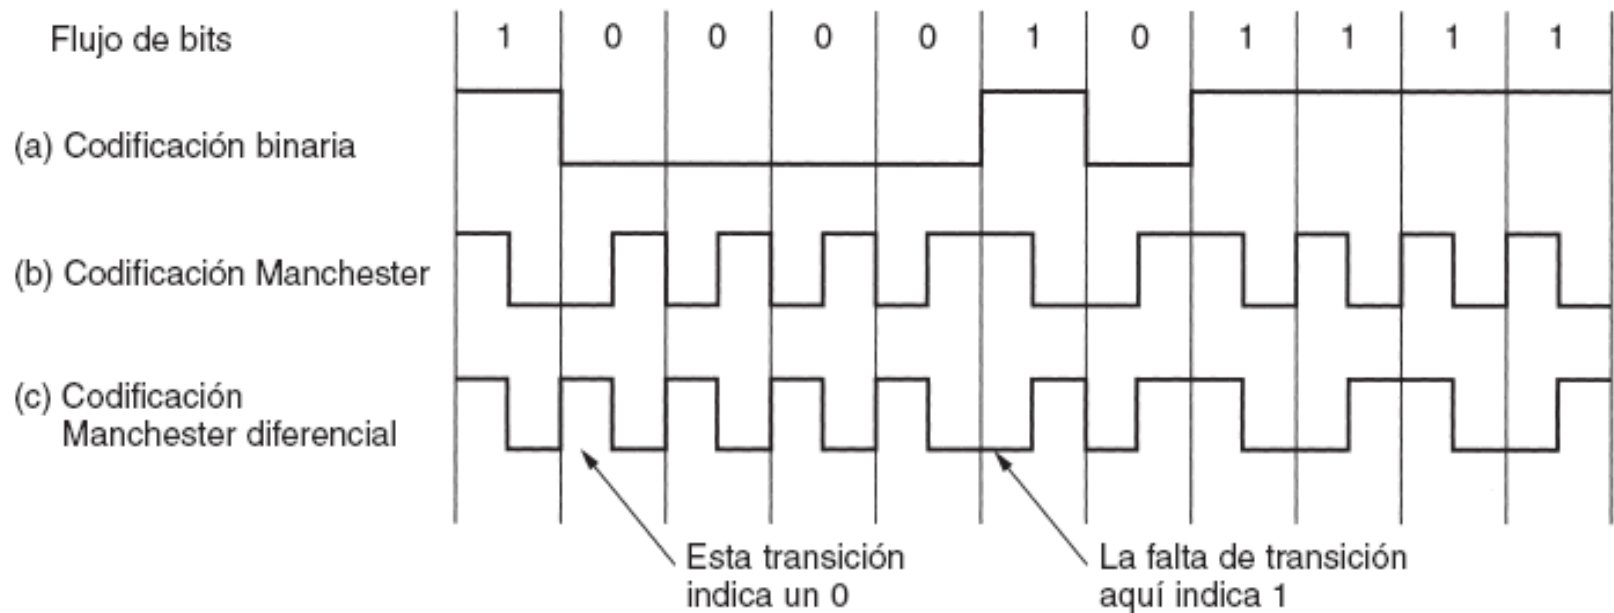 Flujo de bits 1 0 0 0 0 1 0 1 1 1 1
(a) Codificación binaria
(b) Codificación Manchester
(c) Codificación
Manchester diferencial
Esta transición
indica un 0
La falta de transición
aquí indica 1